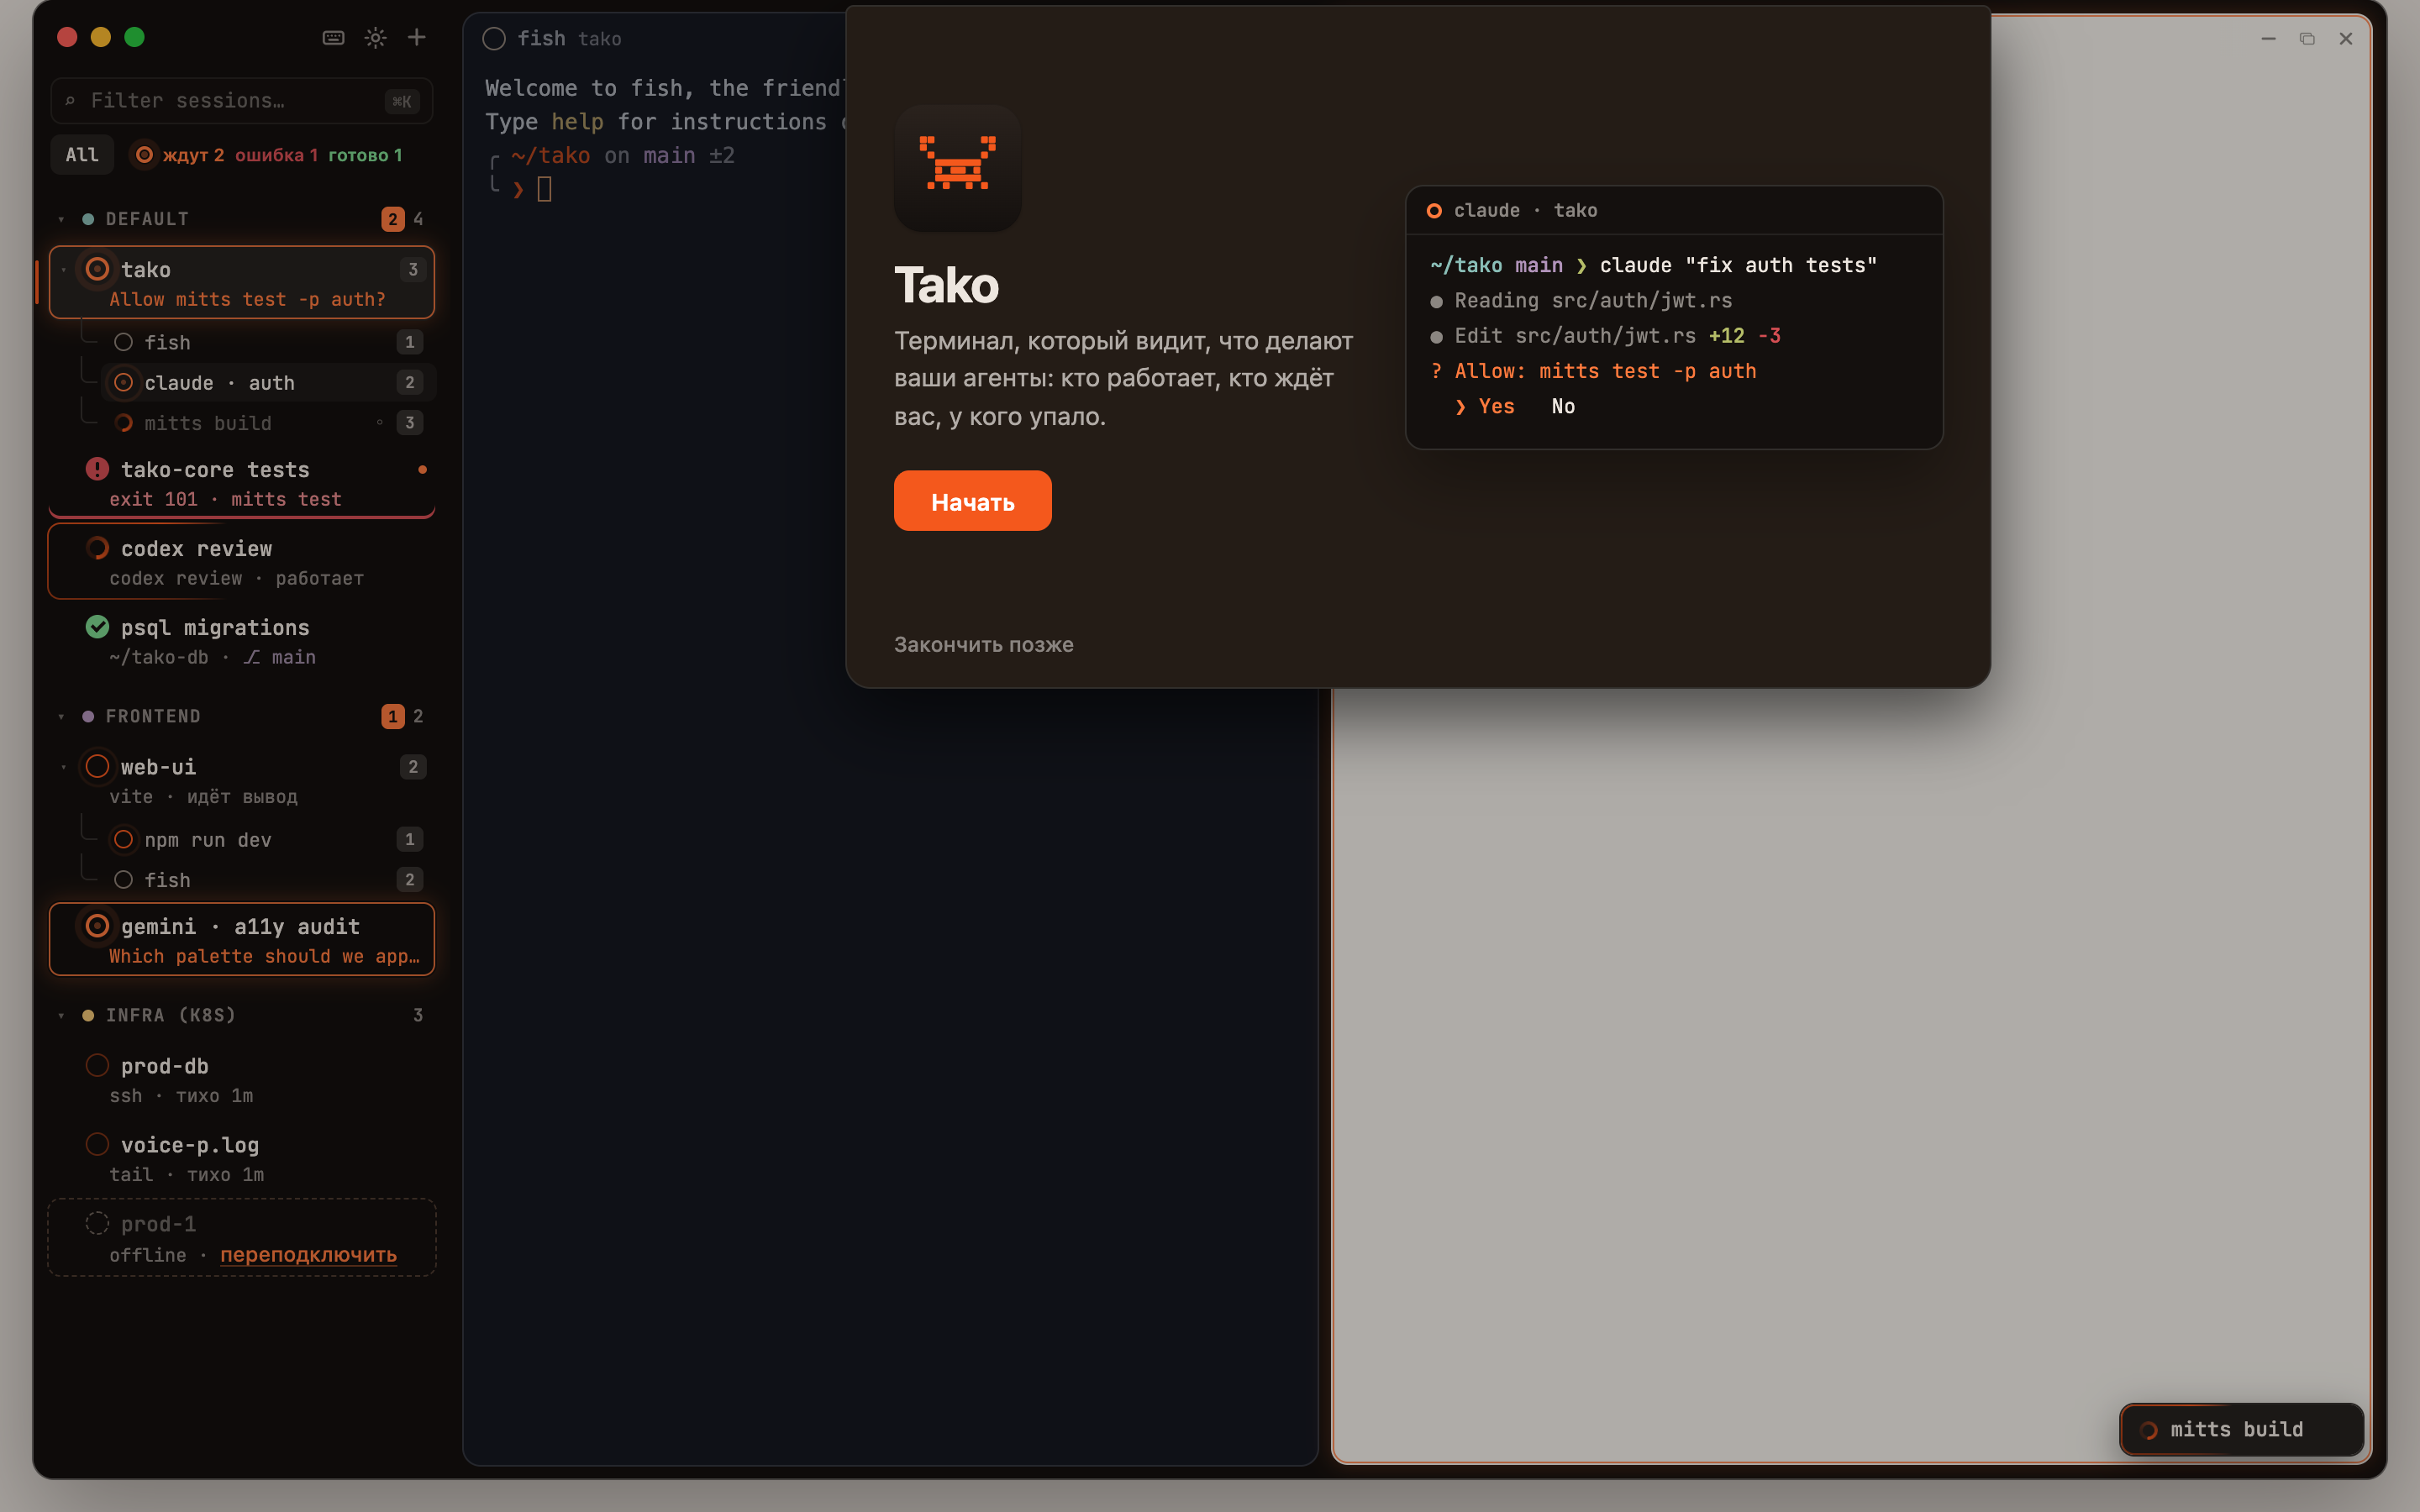 Filter sessions…
⌘K
All
ждут 2 ошибка 1 готово 1
DEFAULT
2 4
tako
3
Allow mitts test -p auth?
fish
1
claude · auth
2
mitts build
3
tako-core tests
exit 101 · mitts test
codex review
codex review · работает
psql migrations
~/tako-db · ⎇ main
FRONTEND
1 2
web-ui
2
vite · идёт вывод
npm run dev
1
fish
2
gemini · a11y audit
Which palette should we app…
INFRA (K8S)
3
prod-db
ssh · тихо 1m
voice-p.log
tail · тихо 1m
prod-1
offline · переподключить
fish tako
Welcome to fish, the friend
Type help for instructions
~/tako on main ±2
❯
Tako
Терминал, который видит, что делают
ваши агенты: кто работает, кто ждёт
вас, у кого упало.
Начать
Закончить позже
claude · tako
~/tako main ❯ claude "fix auth tests"
● Reading src/auth/jwt.rs
● Edit src/auth/jwt.rs +12 -3
? Allow: mitts test -p auth
❯ Yes No
mitts build